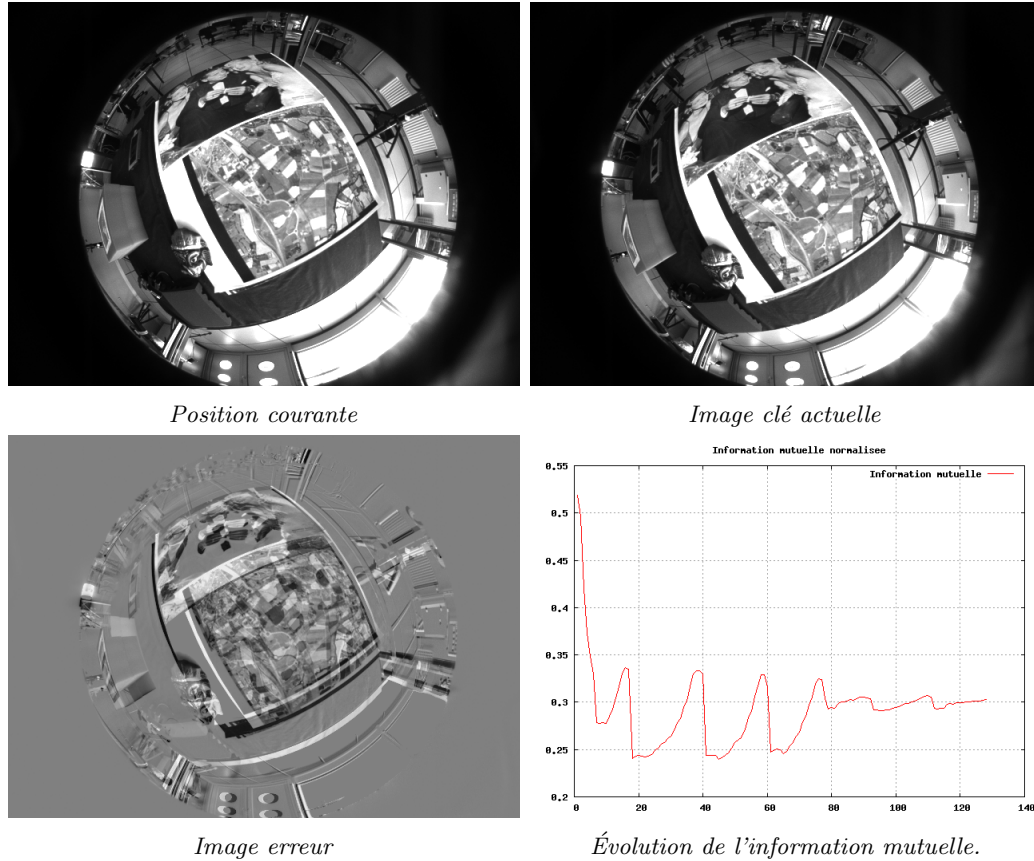 Position courante
Image clé actuelle
Information mutuelle normalisee
Information mutuelle
0.55
0.5
0.45
0.4
0.35
0.3
0.25
0.2
0
20
40
60
80
100
120
140
Image erreur
Évolution de l'information mutuelle.